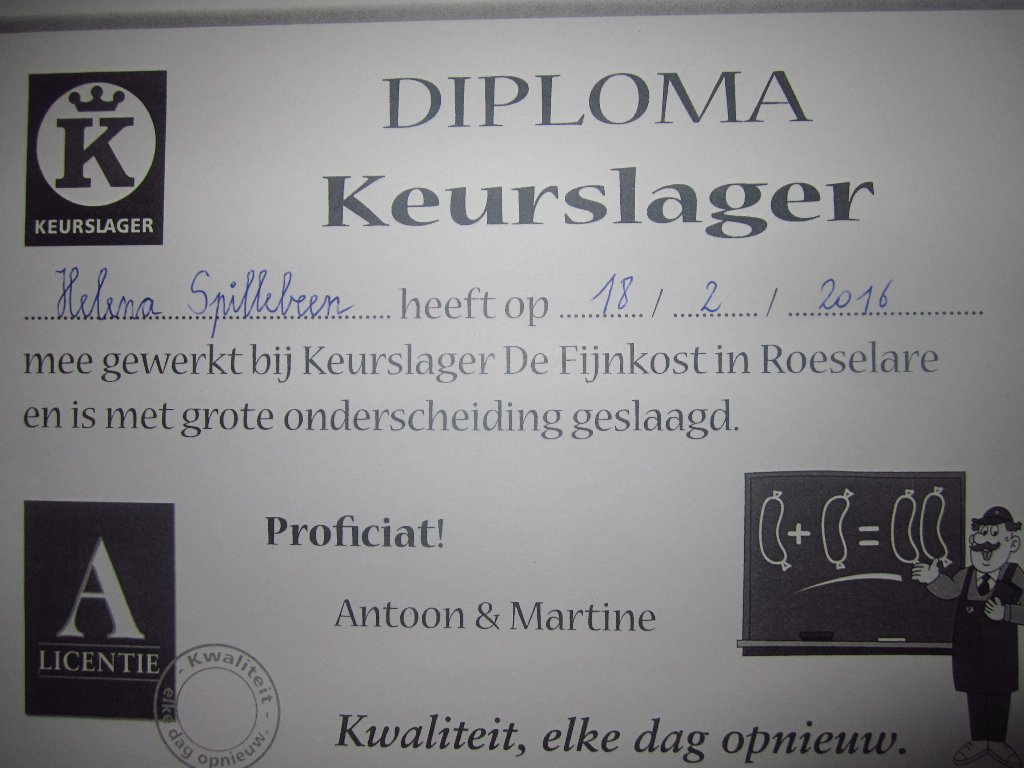 DIPLOMA
Keurslager
K
KEURSLAGER
Helena Spillebeen heeft op 18 / 2 / 2016
mee gewerkt bij Keurslager De Fijnkost in Roeselare
en is met grote onderscheiding geslaagd.
Proficiat!
Antoon & Martine
A
LICENTIE
- Kwaliteit -
elke dag opnieuw.
+ =
Kwaliteit, elke dag opnieuw.